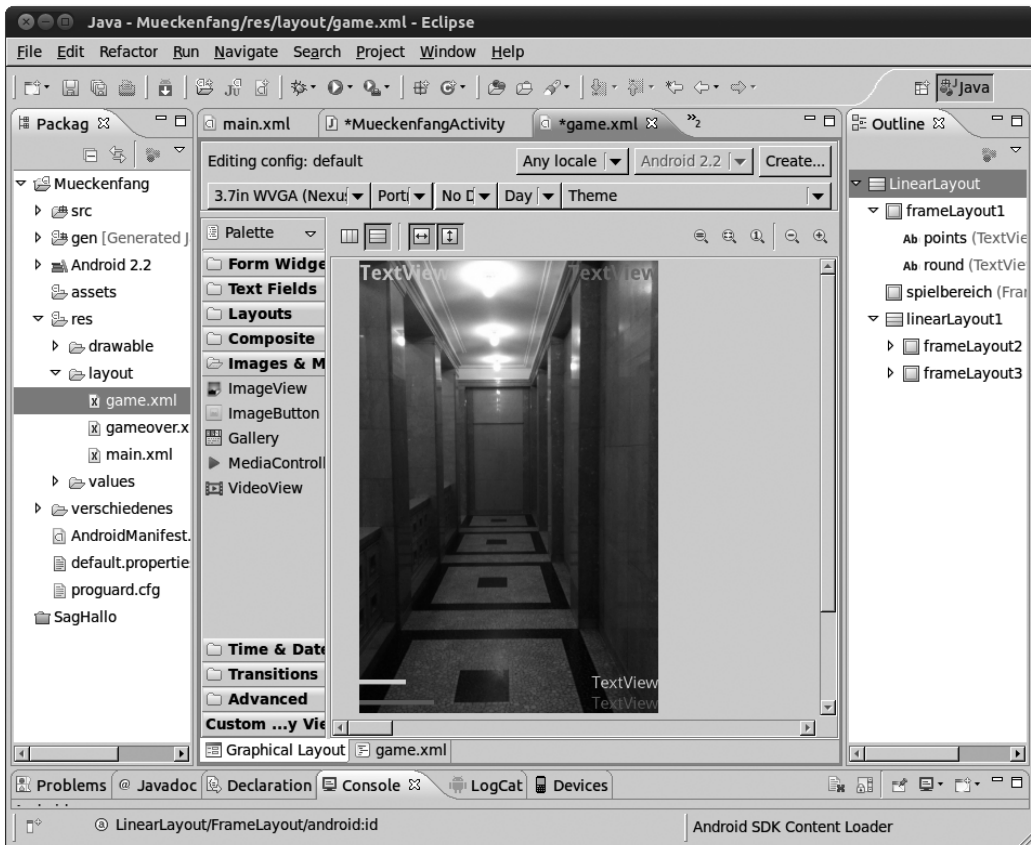 Java - Mueckenfang/res/layout/game.xml - Eclipse
File Edit Refactor Run Navigate Search Project Window Help
Java
Packag
main.xml
*MueckenfangActivity
*game.xml
»2
Outline
Editing config: default
Any locale
Android 2.2
Create...
3.7in WVGA (Nexu
Port
No D
Day
Theme
Mueckenfang
src
gen [Generated J
Android 2.2
assets
res
drawable
layout
game.xml
gameover.x
main.xml
values
verschiedenes
AndroidManifest.
default.propertie
proguard.cfg
SagHallo
Palette
Form Widge
Text Fields
Layouts
Composite
Images & M
ImageView
ImageButton
Gallery
MediaControll
VideoView
Time & Date
Transitions
Advanced
Custom ...y Vie
TextView
TextView
TextView
TextView
Graphical Layout
game.xml
LinearLayout
frameLayout1
Ab points (TextVie
Ab round (TextVie
spielbereich (Fran
linearLayout1
frameLayout2
frameLayout3
Problems
@ Javadoc
Declaration
Console
LogCat
Devices
LinearLayout/FrameLayout/android:id
Android SDK Content Loader